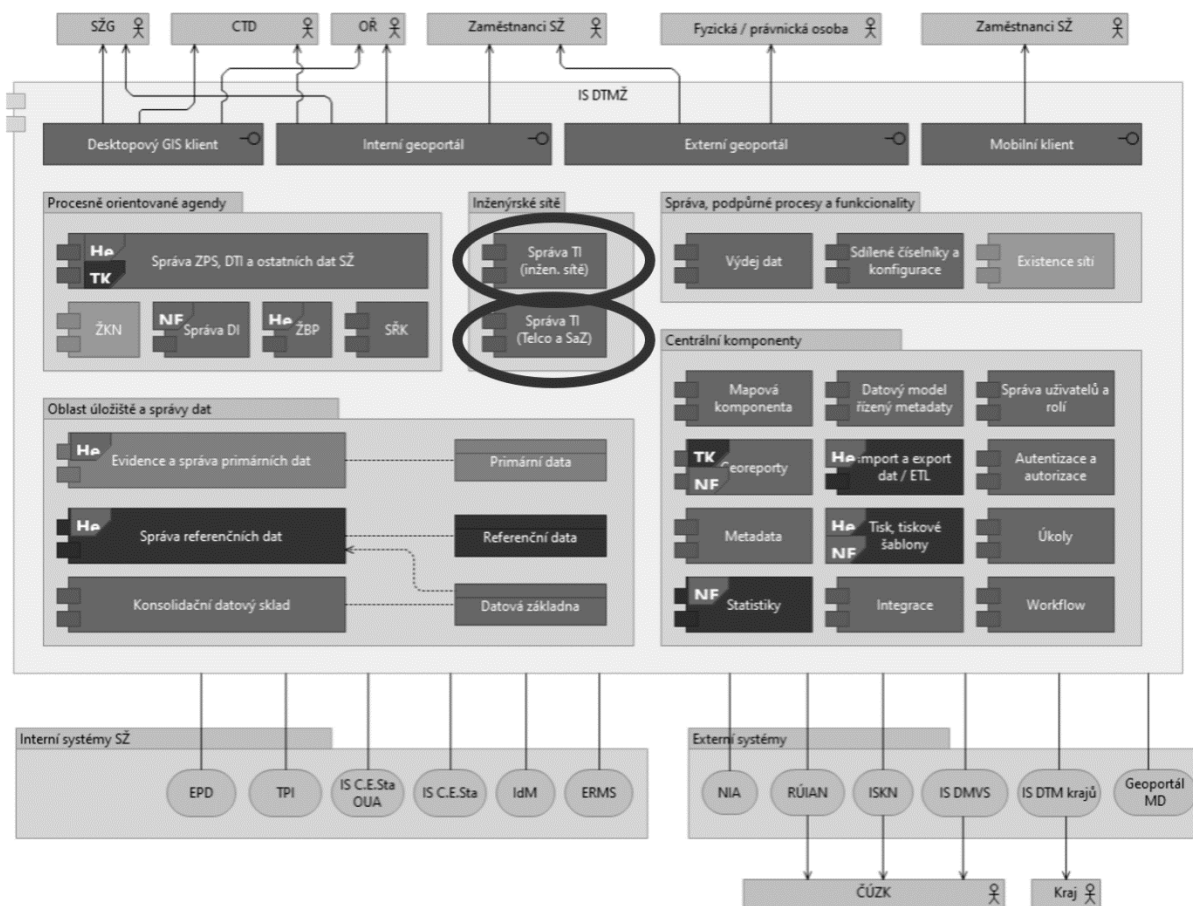 SŽG
CTD
OŘ
Zaměstnanci SŽ
Fyzická / právnická osoba
Zaměstnanci SŽ
IS DTMŽ
Desktopový GIS klient
Interní geoportál
Externí geoportál
Mobilní klient
Procesně orientované agendy
He
TK
Správa ZPS, DTI a ostatních dat SŽ
ŽKN
NF
Správa DI
He
ŽBP
SŘK
Inženýrské sítě
Správa TI
(inžen. sítě)
Správa TI
(Telco a SaZ)
Správa, podpůrné procesy a funkcionality
Výdej dat
Sdílené číselníky a
konfigurace
Existence sítí
Oblast úložiště a správy dat
He
Evidence a správa primárních dat
Primární data
He
Správa referenčních dat
Referenční data
Konsolidační datový sklad
Datová základna
Centrální komponenty
Mapová
komponenta
Datový model
řízený metadaty
Správa uživatelů a
rolí
TK
NF
Georeporty
He
Import a export
dat / ETL
Autentizace a
autorizace
Metadata
He
NF
Tisk, tiskové
šablony
Úkoly
NF
Statistiky
Integrace
Workflow
Interní systémy SŽ
EPD
TPI
IS C.E.Sta
OUA
IS C.E.Sta
IdM
ERMS
Externí systémy
NIA
RÚIAN
ISKN
IS DMVS
IS DTM krajů
Geoportál
MD
ČÚZK
Kraj